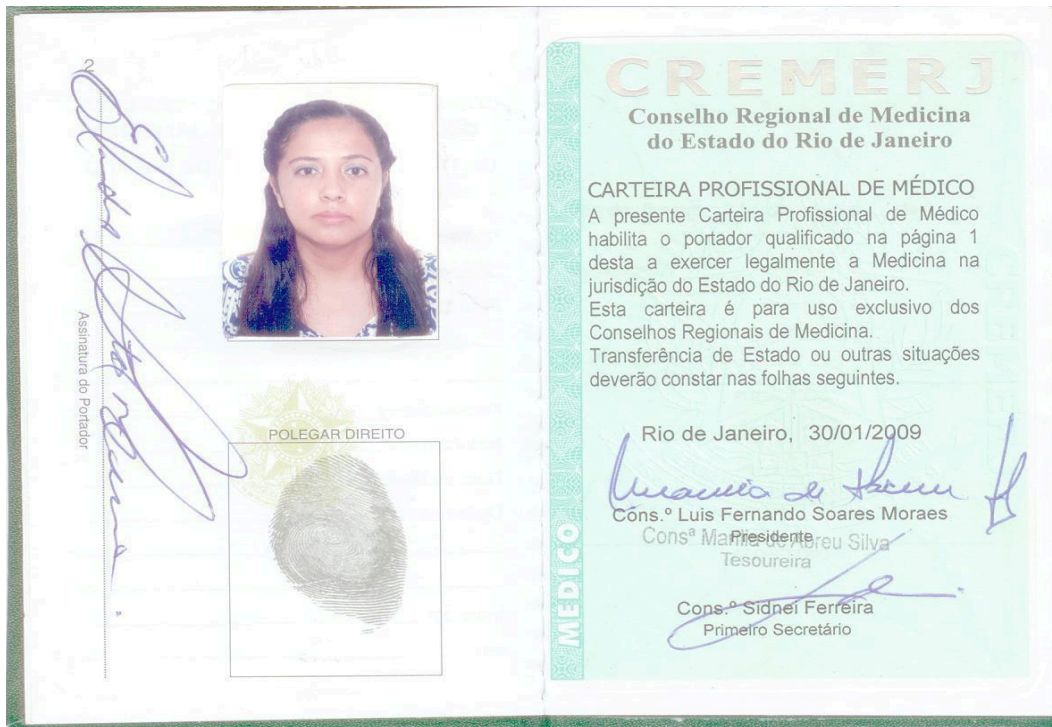 2
Assinatura do Portador
POLEGAR DIREITO
CREMERJ
Conselho Regional de Medicina
do Estado do Rio de Janeiro
CARTEIRA PROFISSIONAL DE MÉDICO
A presente Carteira Profissional de Médico
habilita o portador qualificado na página 1
desta a exercer legalmente a Medicina na
jurisdição do Estado do Rio de Janeiro.
Esta carteira é para uso exclusivo dos
Conselhos Regionais de Medicina.
Transferência de Estado ou outras situações
deverão constar nas folhas seguintes.
Rio de Janeiro, 30/01/2009
Cons.º Luis Fernando Soares Moraes
Presidente
Consª Marília de Abreu Silva
Tesoureira
Cons.º Sidnei Ferreira
Primeiro Secretário
MÉDICO